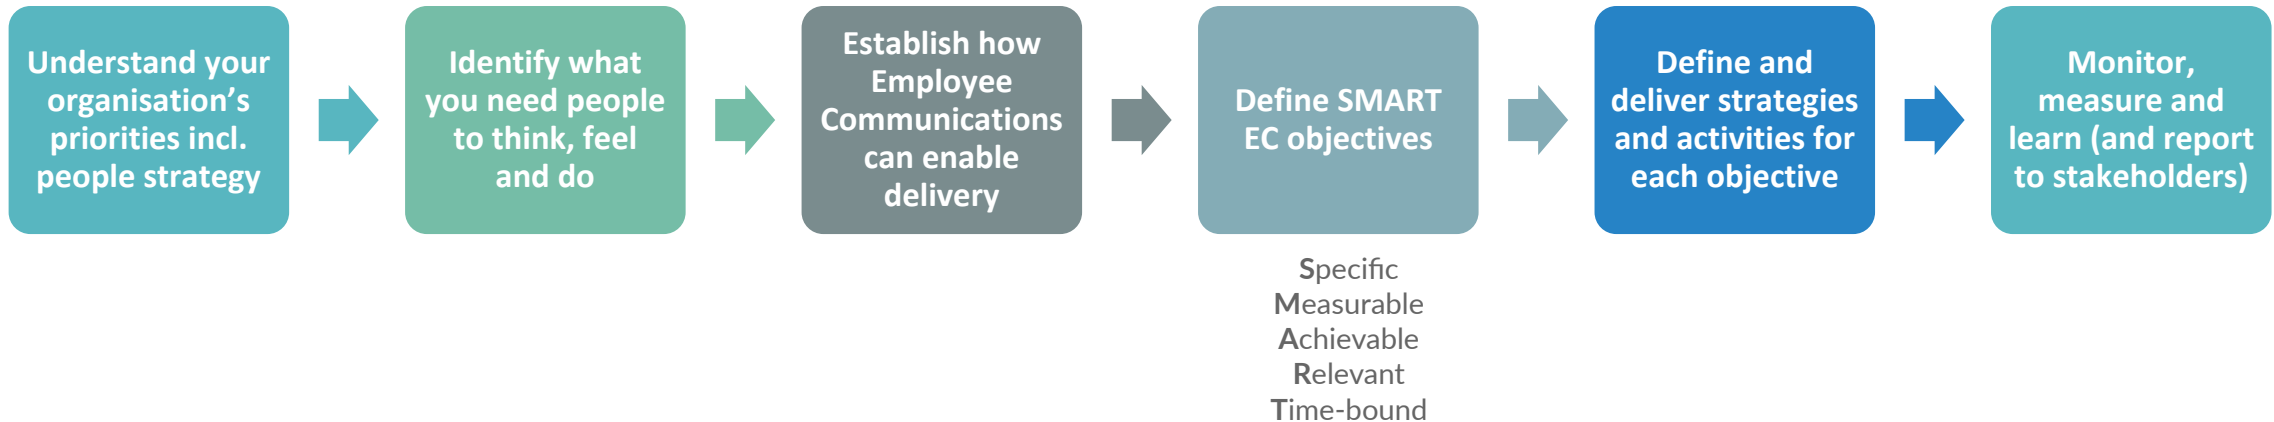 Understand your
organisation’s
priorities incl.
people strategy
Identify what
you need people
to think, feel
and do
Establish how
Employee
Communications
can enable
delivery
Define SMART
EC objectives
Define and
deliver strategies
and activities for
each objective
Monitor,
measure and
learn (and report
to stakeholders)
Specific
Measurable
Achievable
Relevant
Time-bound